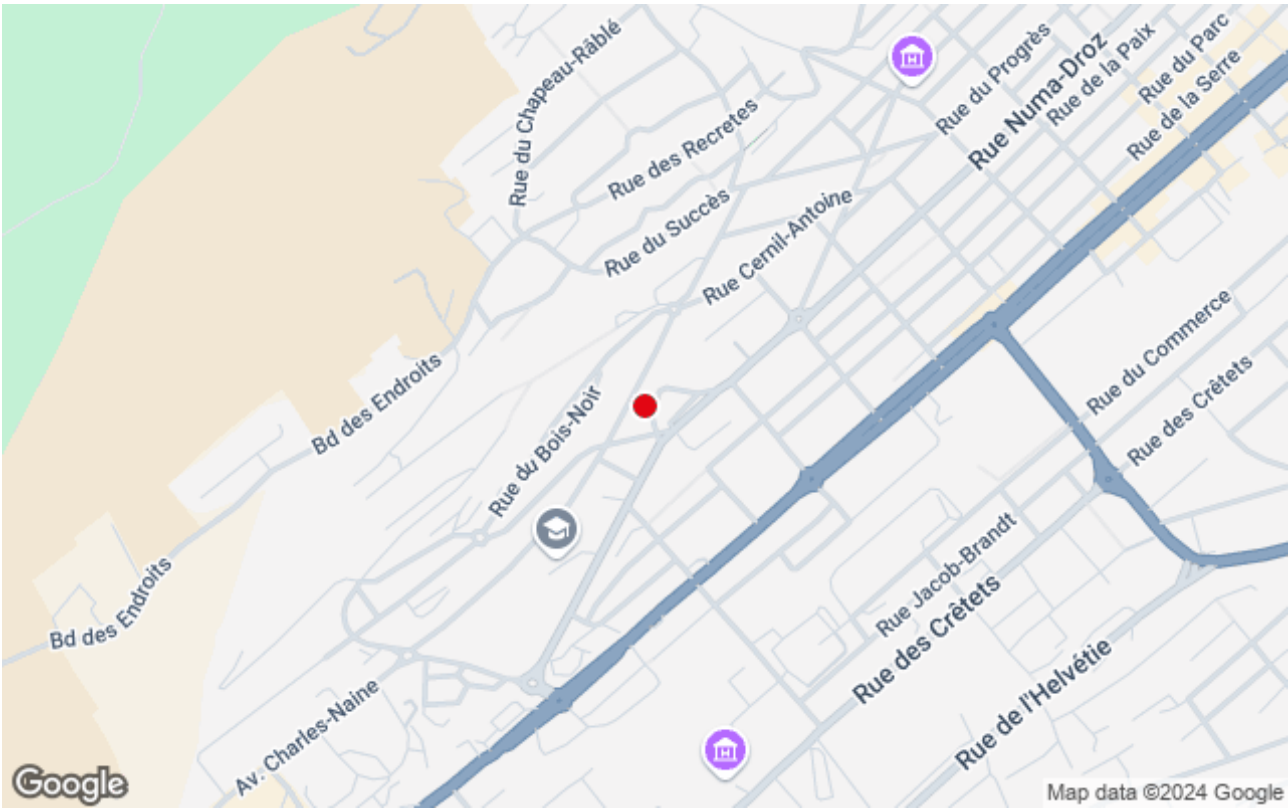 Rue du Chapeau-Râblé
Rue des Recretes
Rue du Succès
Rue Cernil-Antoine
Rue du Progrès
Rue Numa-Droz
Rue de la Paix
Rue du Parc
Rue de la Serre
Bd des Endroits
Rue du Bois-Noir
Rue du Commerce
Rue des Crêtets
Rue Jacob-Brandt
Rue des Crêtets
Rue de l'Helvétie
Bd des Endroits
Av. Charles-Naine
H
H
Google
Map data ©2024 Google